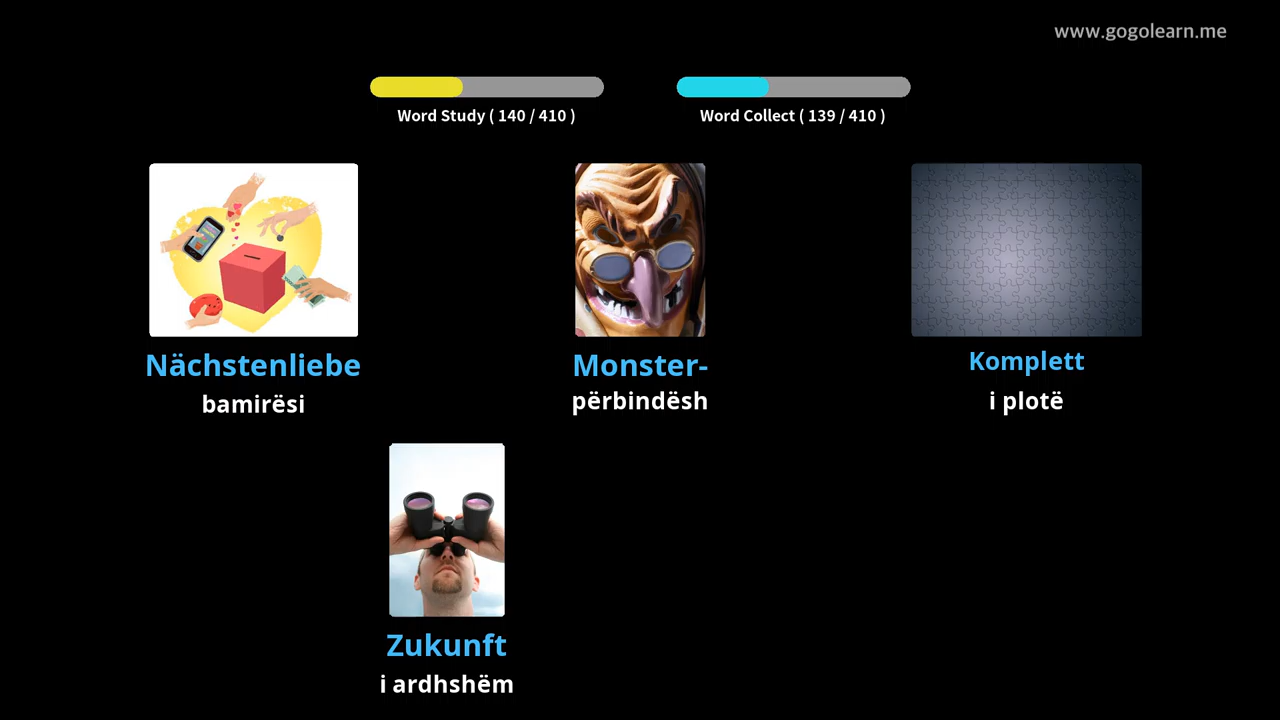 www.gogolearn.me
Word Study ( 140 / 410 )
Word Collect ( 139 / 410 )
Nächstenliebe
bamirësi
Monster-
përbindësh
Komplett
i plotë
Zukunft
i ardhshëm